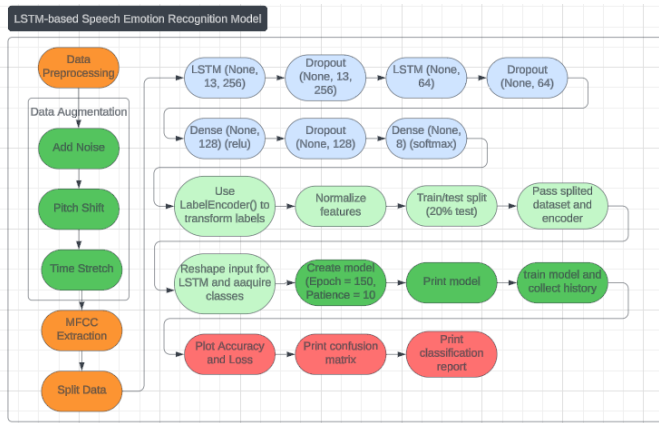 LSTM-based Speech Emotion Recognition Model
Data
Preprocessing
Data Augmentation
Add Noise
Pitch Shift
Time Stretch
MFCC
Extraction
Split Data
LSTM (None,
13, 256)
Dropout
(None, 13,
256)
LSTM (None,
64)
Dropout
(None, 64)
Dense (None,
128) (relu)
Dropout
(None, 128)
Dense (None,
8) (softmax)
Use
LabelEncoder() to
transform labels
Normalize
features
Train/test split
(20% test)
Pass splited
dataset and
encoder
Reshape input for
LSTM and aaquire
classes
Create model
(Epoch = 150,
Patience = 10
Print model
train model and
collect history
Plot Accuracy
and Loss
Print confusion
matrix
Print
classification
report